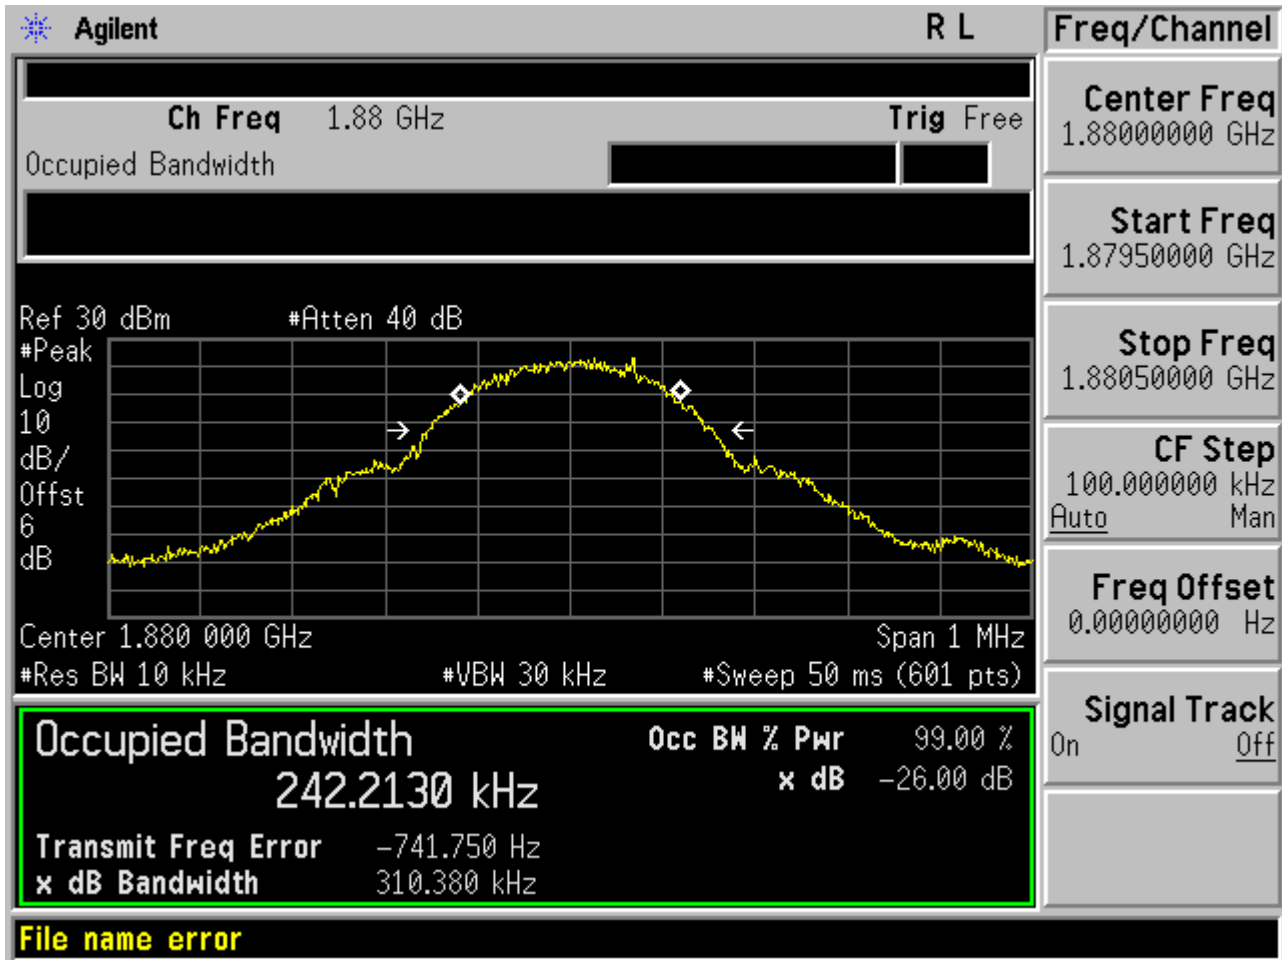 Agilent R L
Freq/Channel
Ch Freq 1.88 GHz Trig Free
Occupied Bandwidth
Center Freq
1.88000000 GHz
Start Freq
1.87950000 GHz
Stop Freq
1.88050000 GHz
CF Step
100.000000 kHz
Auto Man
Freq Offset
0.00000000 Hz
Signal Track
On Off
Ref 30 dBm #Atten 40 dB
#Peak
Log
10
dB/
Offst
6
dB
Center 1.880 000 GHz Span 1 MHz
#Res BW 10 kHz #VBW 30 kHz #Sweep 50 ms (601 pts)
Occupied Bandwidth
242.2130 kHz
Occ BW % Pwr 99.00 %
x dB -26.00 dB
Transmit Freq Error -741.750 Hz
x dB Bandwidth 310.380 kHz
File name error